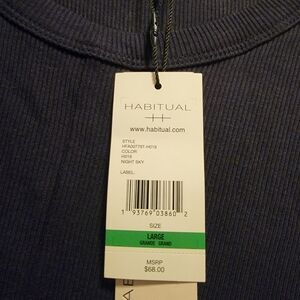 HABITUAL
www.habitual.com
STYLE
HFA00775T-H019
COLOR
H019
NIGHT SKY
LABEL:
1 93769 03860 2
SIZE
LARGE
GRANDE GRAND
MSRP
$68.00